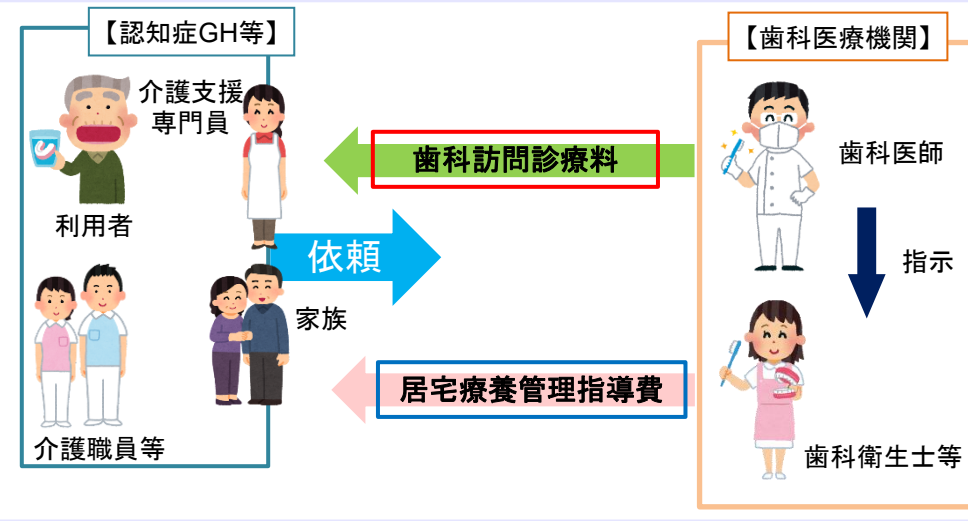 【認知症GH等】
介護支援
専門員
利用者
介護職員等
家族
歯科訪問診療料
依頼
居宅療養管理指導費
【歯科医療機関】
歯科医師
指示
歯科衛生士等